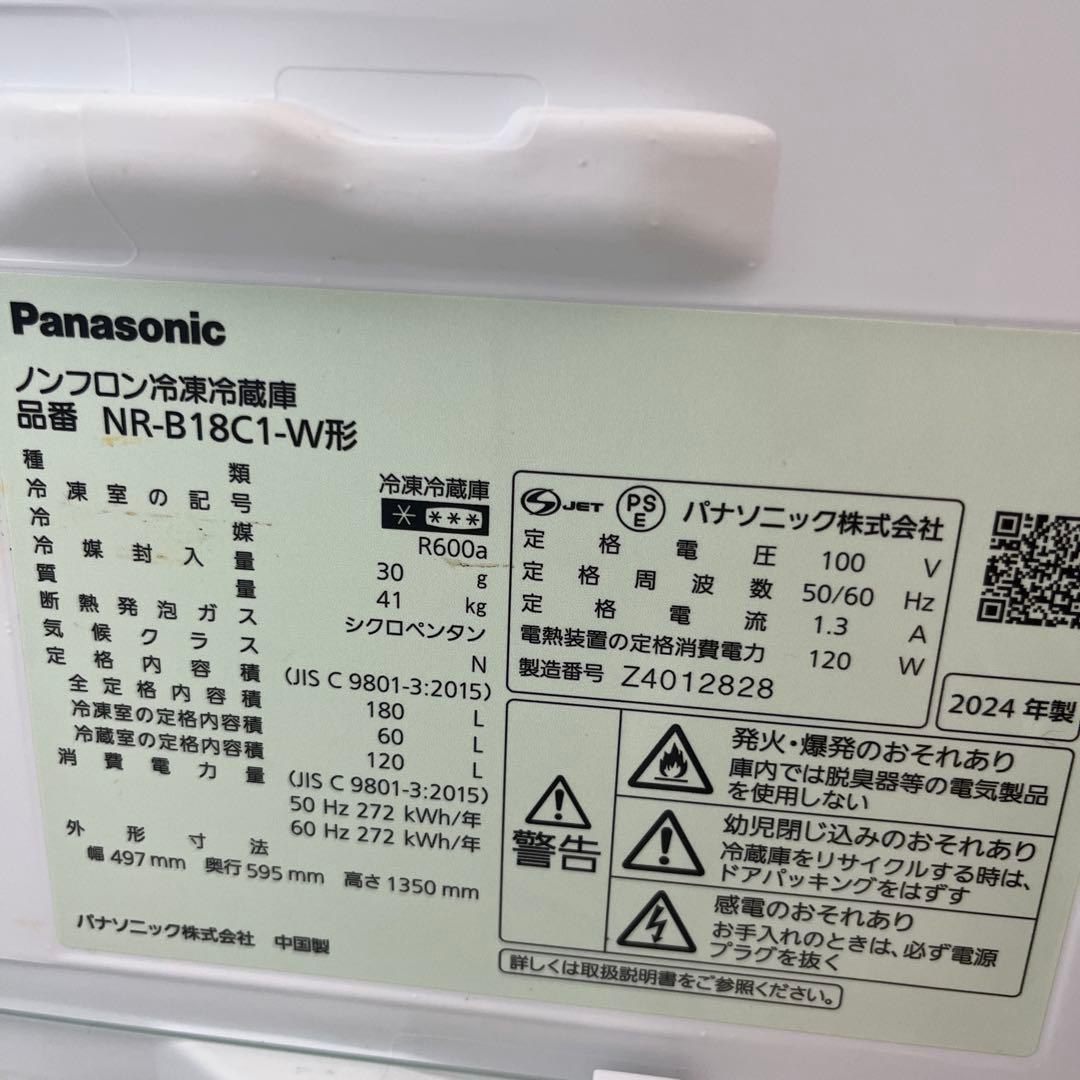 Panasonic
ノンフロン冷凍冷蔵庫
品番 NR-B18C1-W形
種類 冷凍冷蔵庫
冷凍室の記号 * ***
冷媒 R600a
冷媒封入量 30 g
質量 41 kg
断熱発泡ガス シクロペンタン
気候クラス N
定格内容積 (JIS C 9801-3:2015)
全定格内容積 180 L
冷凍室の定格内容積 60 L
冷蔵室の定格内容積 120 L
消費電力量 (JIS C 9801-3:2015)
50 Hz 272 kWh/年
60 Hz 272 kWh/年
外形寸法
幅 497 mm 奥行 595 mm 高さ 1350 mm
パナソニック株式会社 中国製
S JET PS E パナソニック株式会社
定格電圧 100 V
定格周波数 50/60 Hz
定格電流 1.3 A
電熱装置の定格消費電力 120 W
製造番号 Z4012828
2024 年製
警告
発火・爆発のおそれあり
庫内では脱臭器等の電気製品
を使用しない
幼児閉じ込みのおそれあり
冷蔵庫をリサイクルする時は、
ドアパッキングをはずす
感電のおそれあり
お手入れのときは、必ず電源
プラグを抜く
詳しくは取扱説明書をご参照ください。